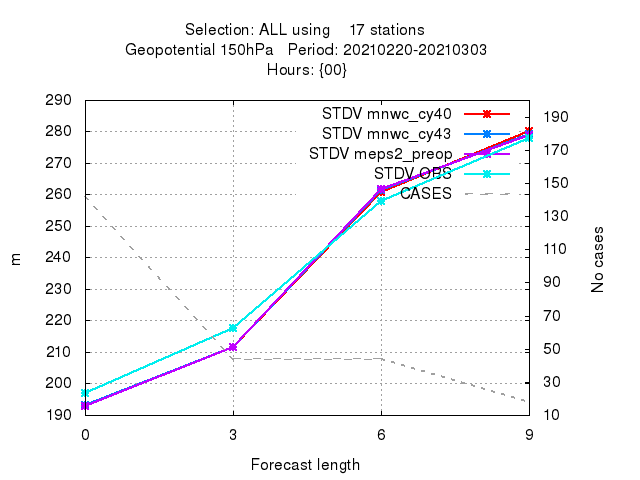 Selection: ALL using 17 stations
Geopotential 150hPa Period: 20210220-20210303
Hours: {00}
290
280
270
260
250
240
230
220
210
200
190
190
170
150
130
110
90
70
50
30
10
STDV mnwc_cy40
STDV mnwc_cy43
STDV meps2_preop
STDV OBS
CASES
m
No cases
0
3
6
9
Forecast length